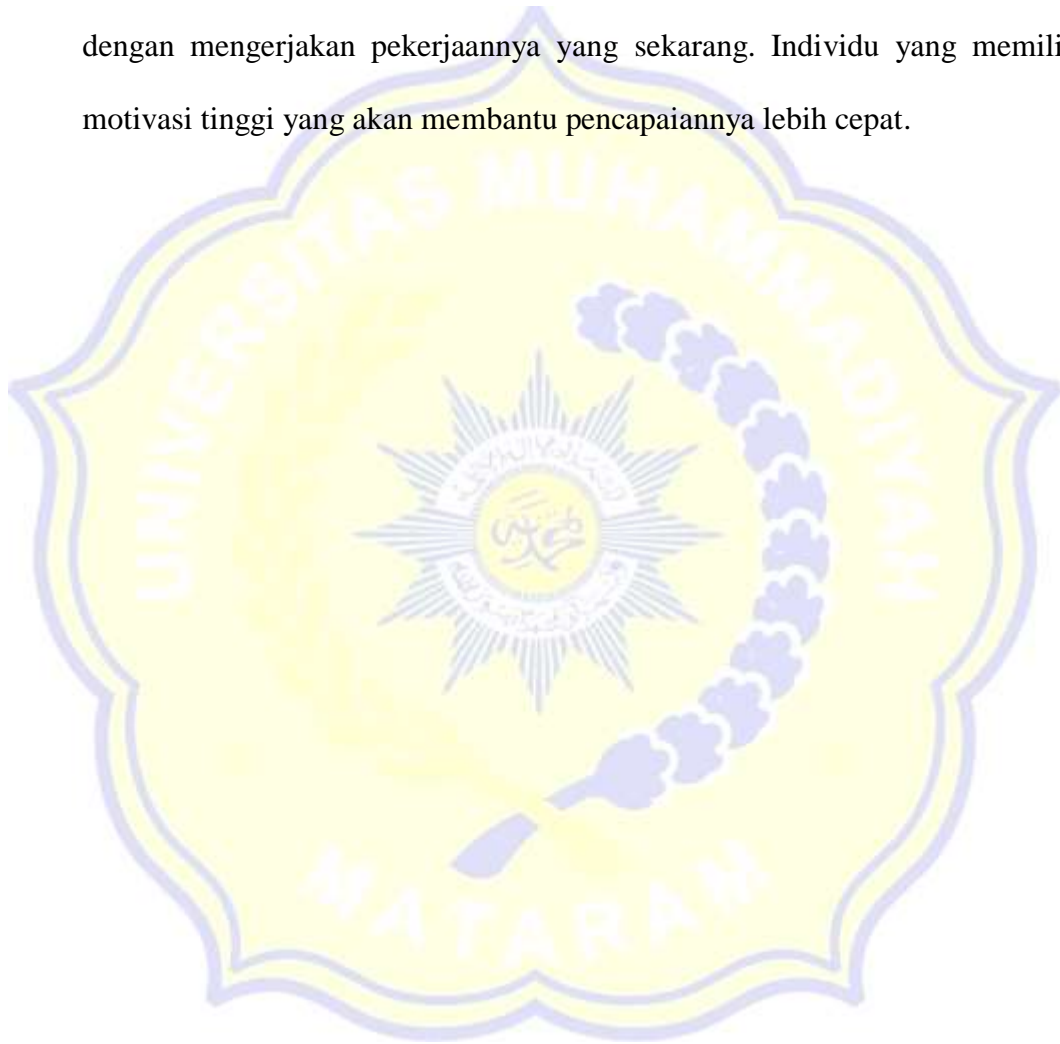 dengan mengerjakan pekerjaannya yang sekarang. Individu yang memili
motivasi tinggi yang akan membantu pencapaiannya lebih cepat.
UNIVERSITAS MUHAMMADIYAH
MATARAM